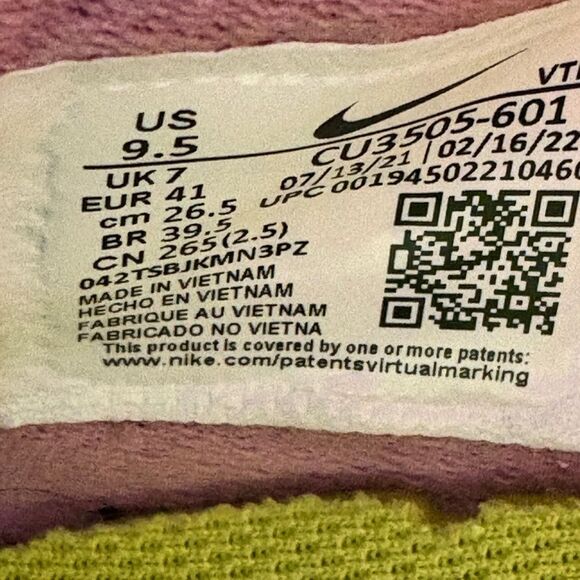 US
9.5
UK 7
EUR 41
cm 26.5
BR 39.5
CN 265(2.5)
042TSBJKMN3PZ
MADE IN VIETNAM
HECHO EN VIETNAM
FABRIQUE AU VIETNAM
FABRICADO NO VIETNA
CU3505-601
07/13/21 | 02/16/22
UPC 00194502210460
This product is covered by one or more patents:
www.nike.com/patentsvirtualmarking